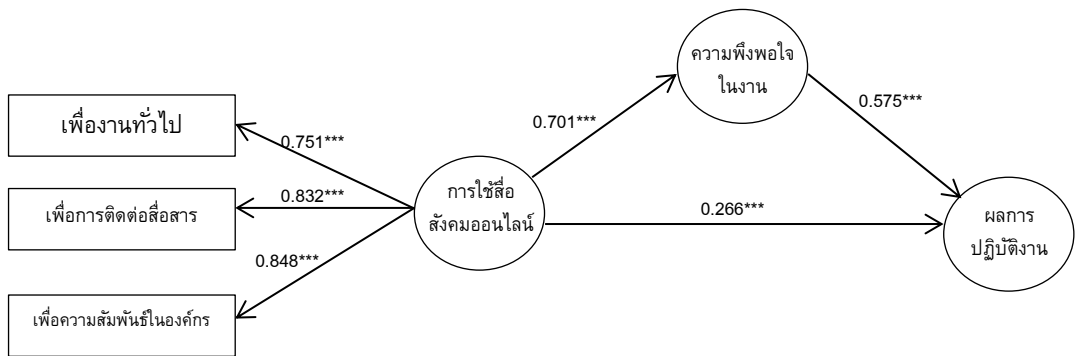 ความพึงพอใจ
ในงาน
0.575***
0.701***
เพื่องานทั่วไป
0.751***
เพื่อการติดต่อสื่อสาร
0.832***
การใช้สื่อ
สังคมออนไลน์
0.266***
ผลการ
ปฏิบัติงาน
0.848***
เพื่อความสัมพันธ์ในองค์กร